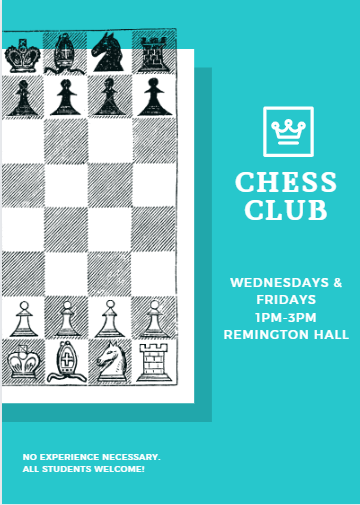 CHESS
CLUB
WEDNESDAYS &
FRIDAYS
1PM-3PM
REMINGTON HALL
NO EXPERIENCE NECESSARY.
ALL STUDENTS WELCOME!